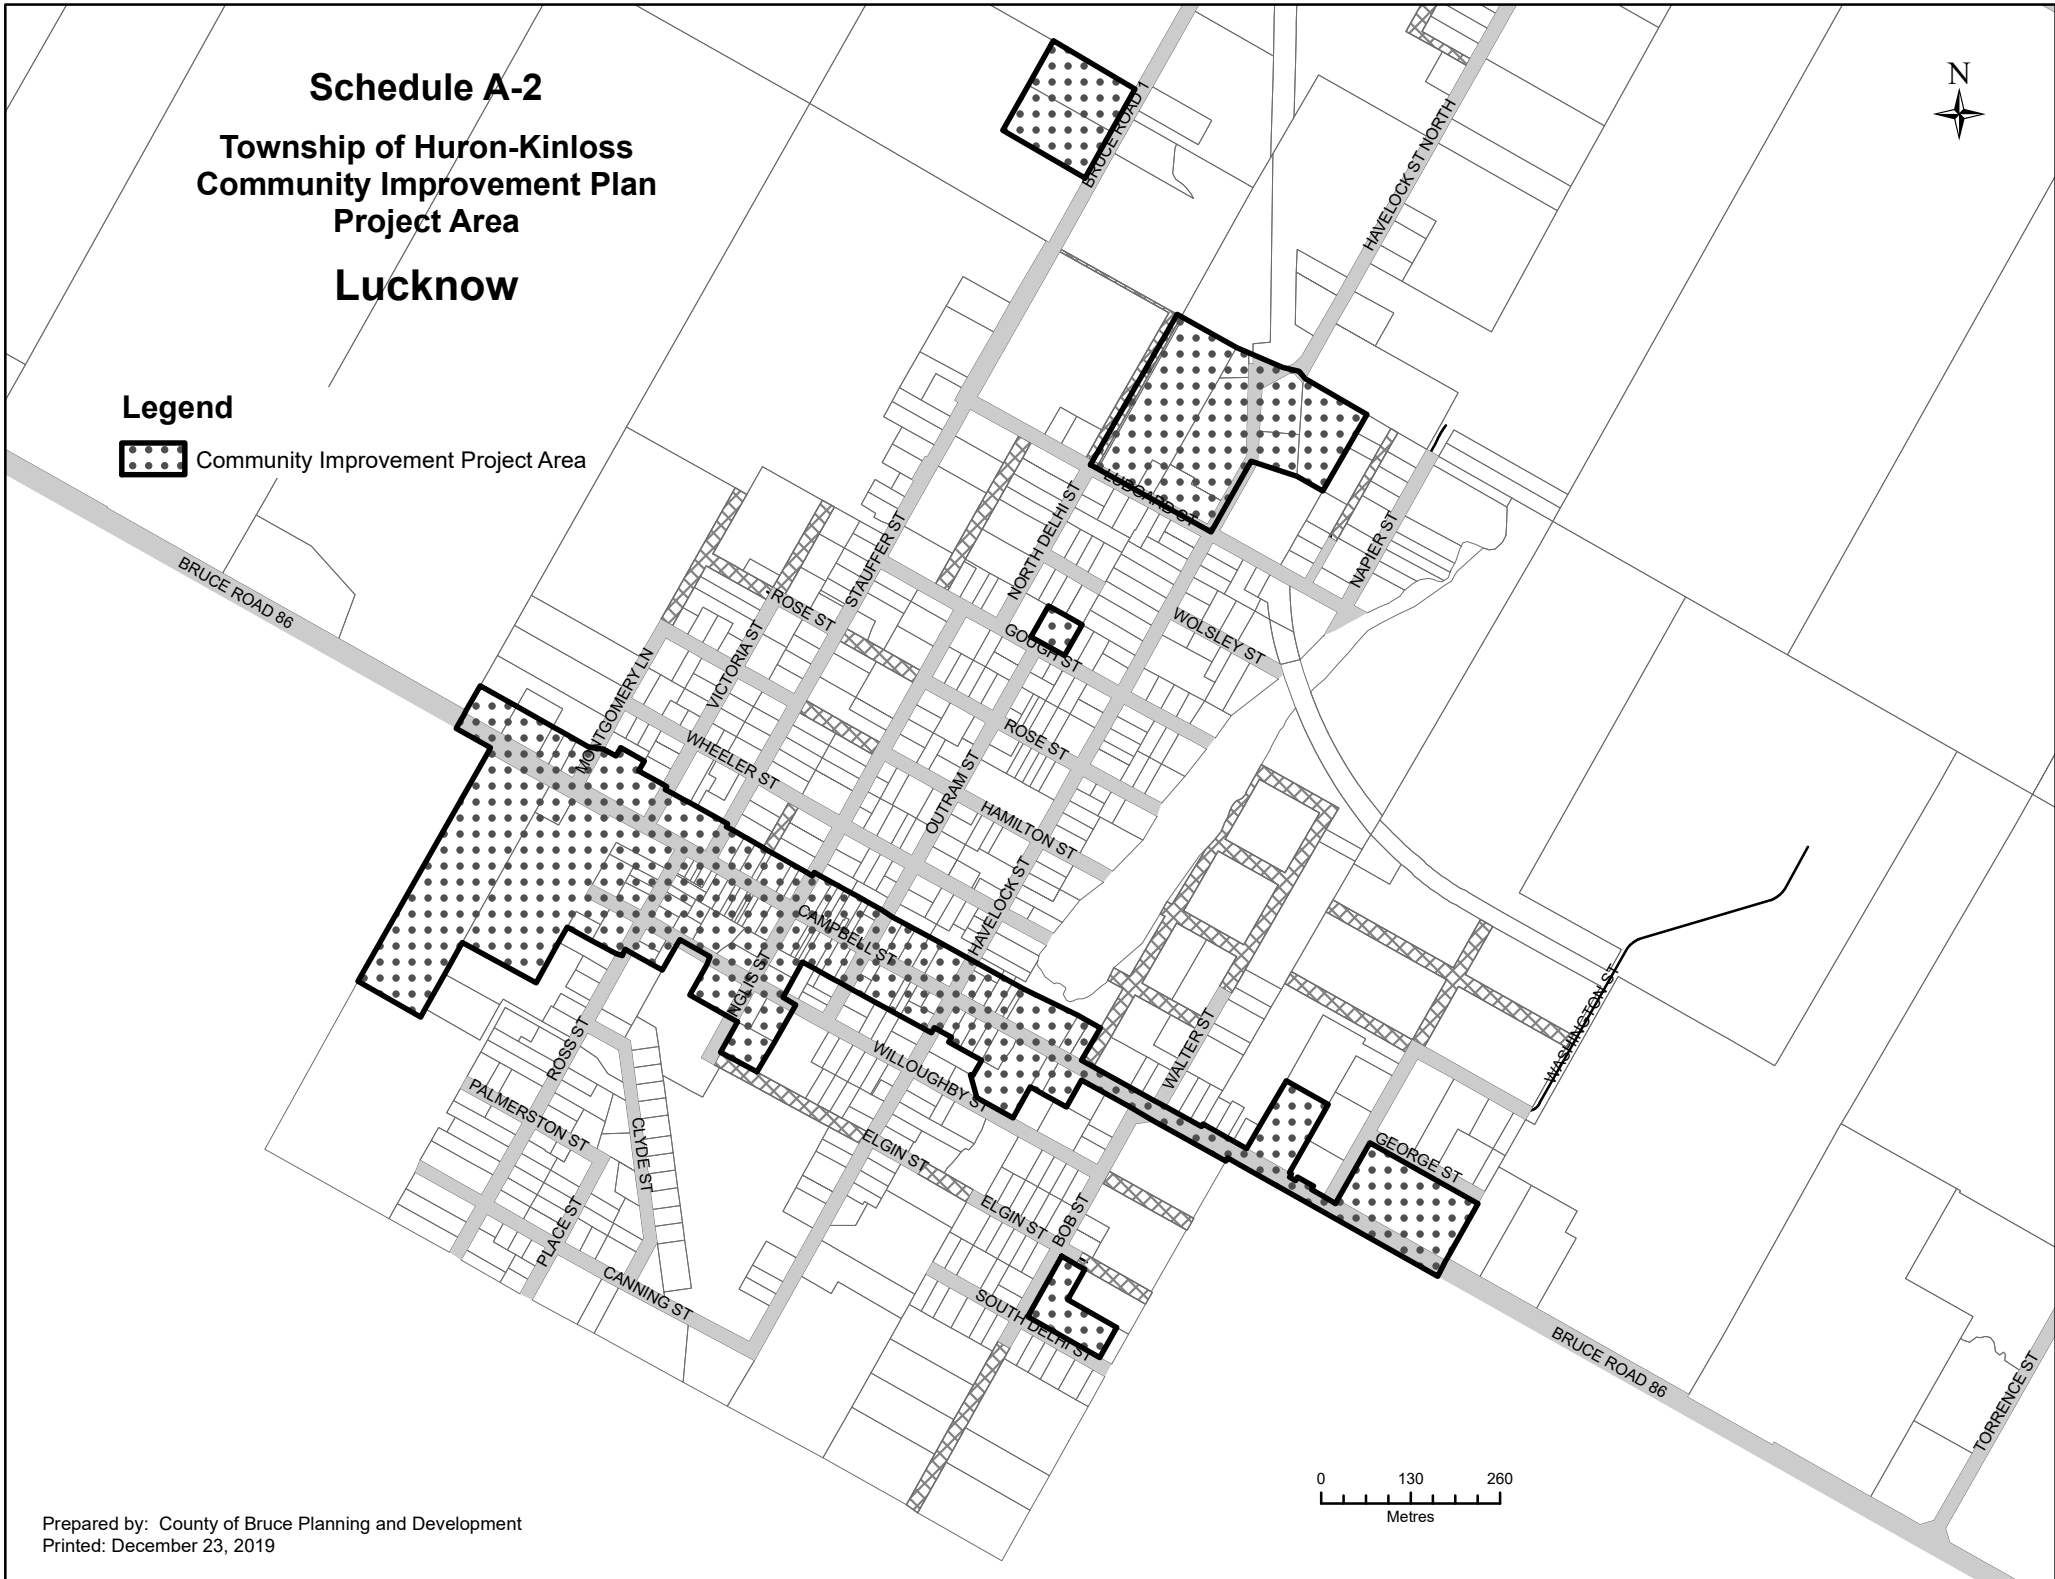 Schedule A-2
Township of Huron-Kinloss
Community Improvement Plan
Project Area
Lucknow
N
Legend
Community Improvement Project Area
BRUCE ROAD 1
HAVELOCK ST NORTH
LUDGARD ST
NORTH DELHI ST
NAPIER ST
STAUFFER ST
BRUCE ROAD 86
ROSE ST
GOUGH ST
WOLSLEY ST
VICTORIA ST
MONTGOMERY LN
ROSE ST
WHEELER ST
OUTRAM ST
HAMILTON ST
HAVELOCK ST
CAMPBELL ST
INGLIS ST
WASHINGTON ST
ROSS ST
WALTER ST
WILLOUGHBY ST
PALMERSTON ST
CLYDE ST
ELGIN ST
GEORGE ST
PLACE ST
ELGIN ST
BOB ST
CANNING ST
SOUTH DELHI ST
BRUCE ROAD 86
TORRENCE ST
0 130 260
Metres
Prepared by: County of Bruce Planning and Development
Printed: December 23, 2019